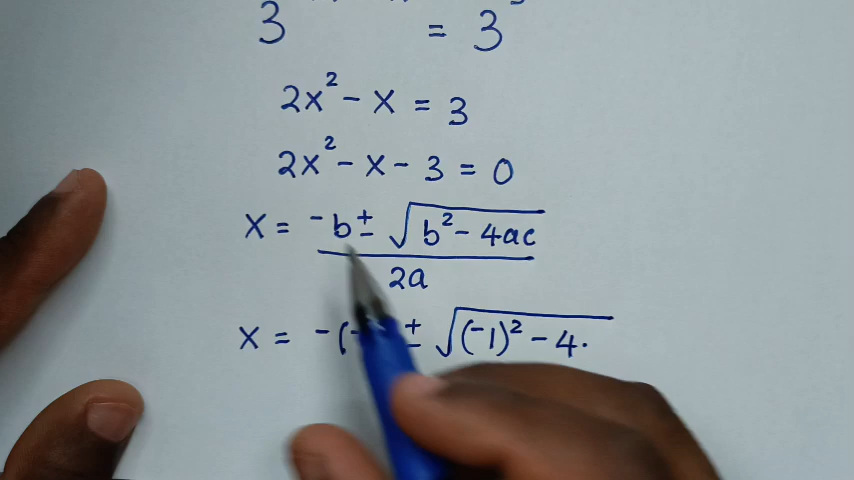 3 = 3
2x² - x = 3
2x² - x - 3 = 0
x = -b ± √(b² - 4ac) / 2a
x = -(- ± √((-1)² - 4·